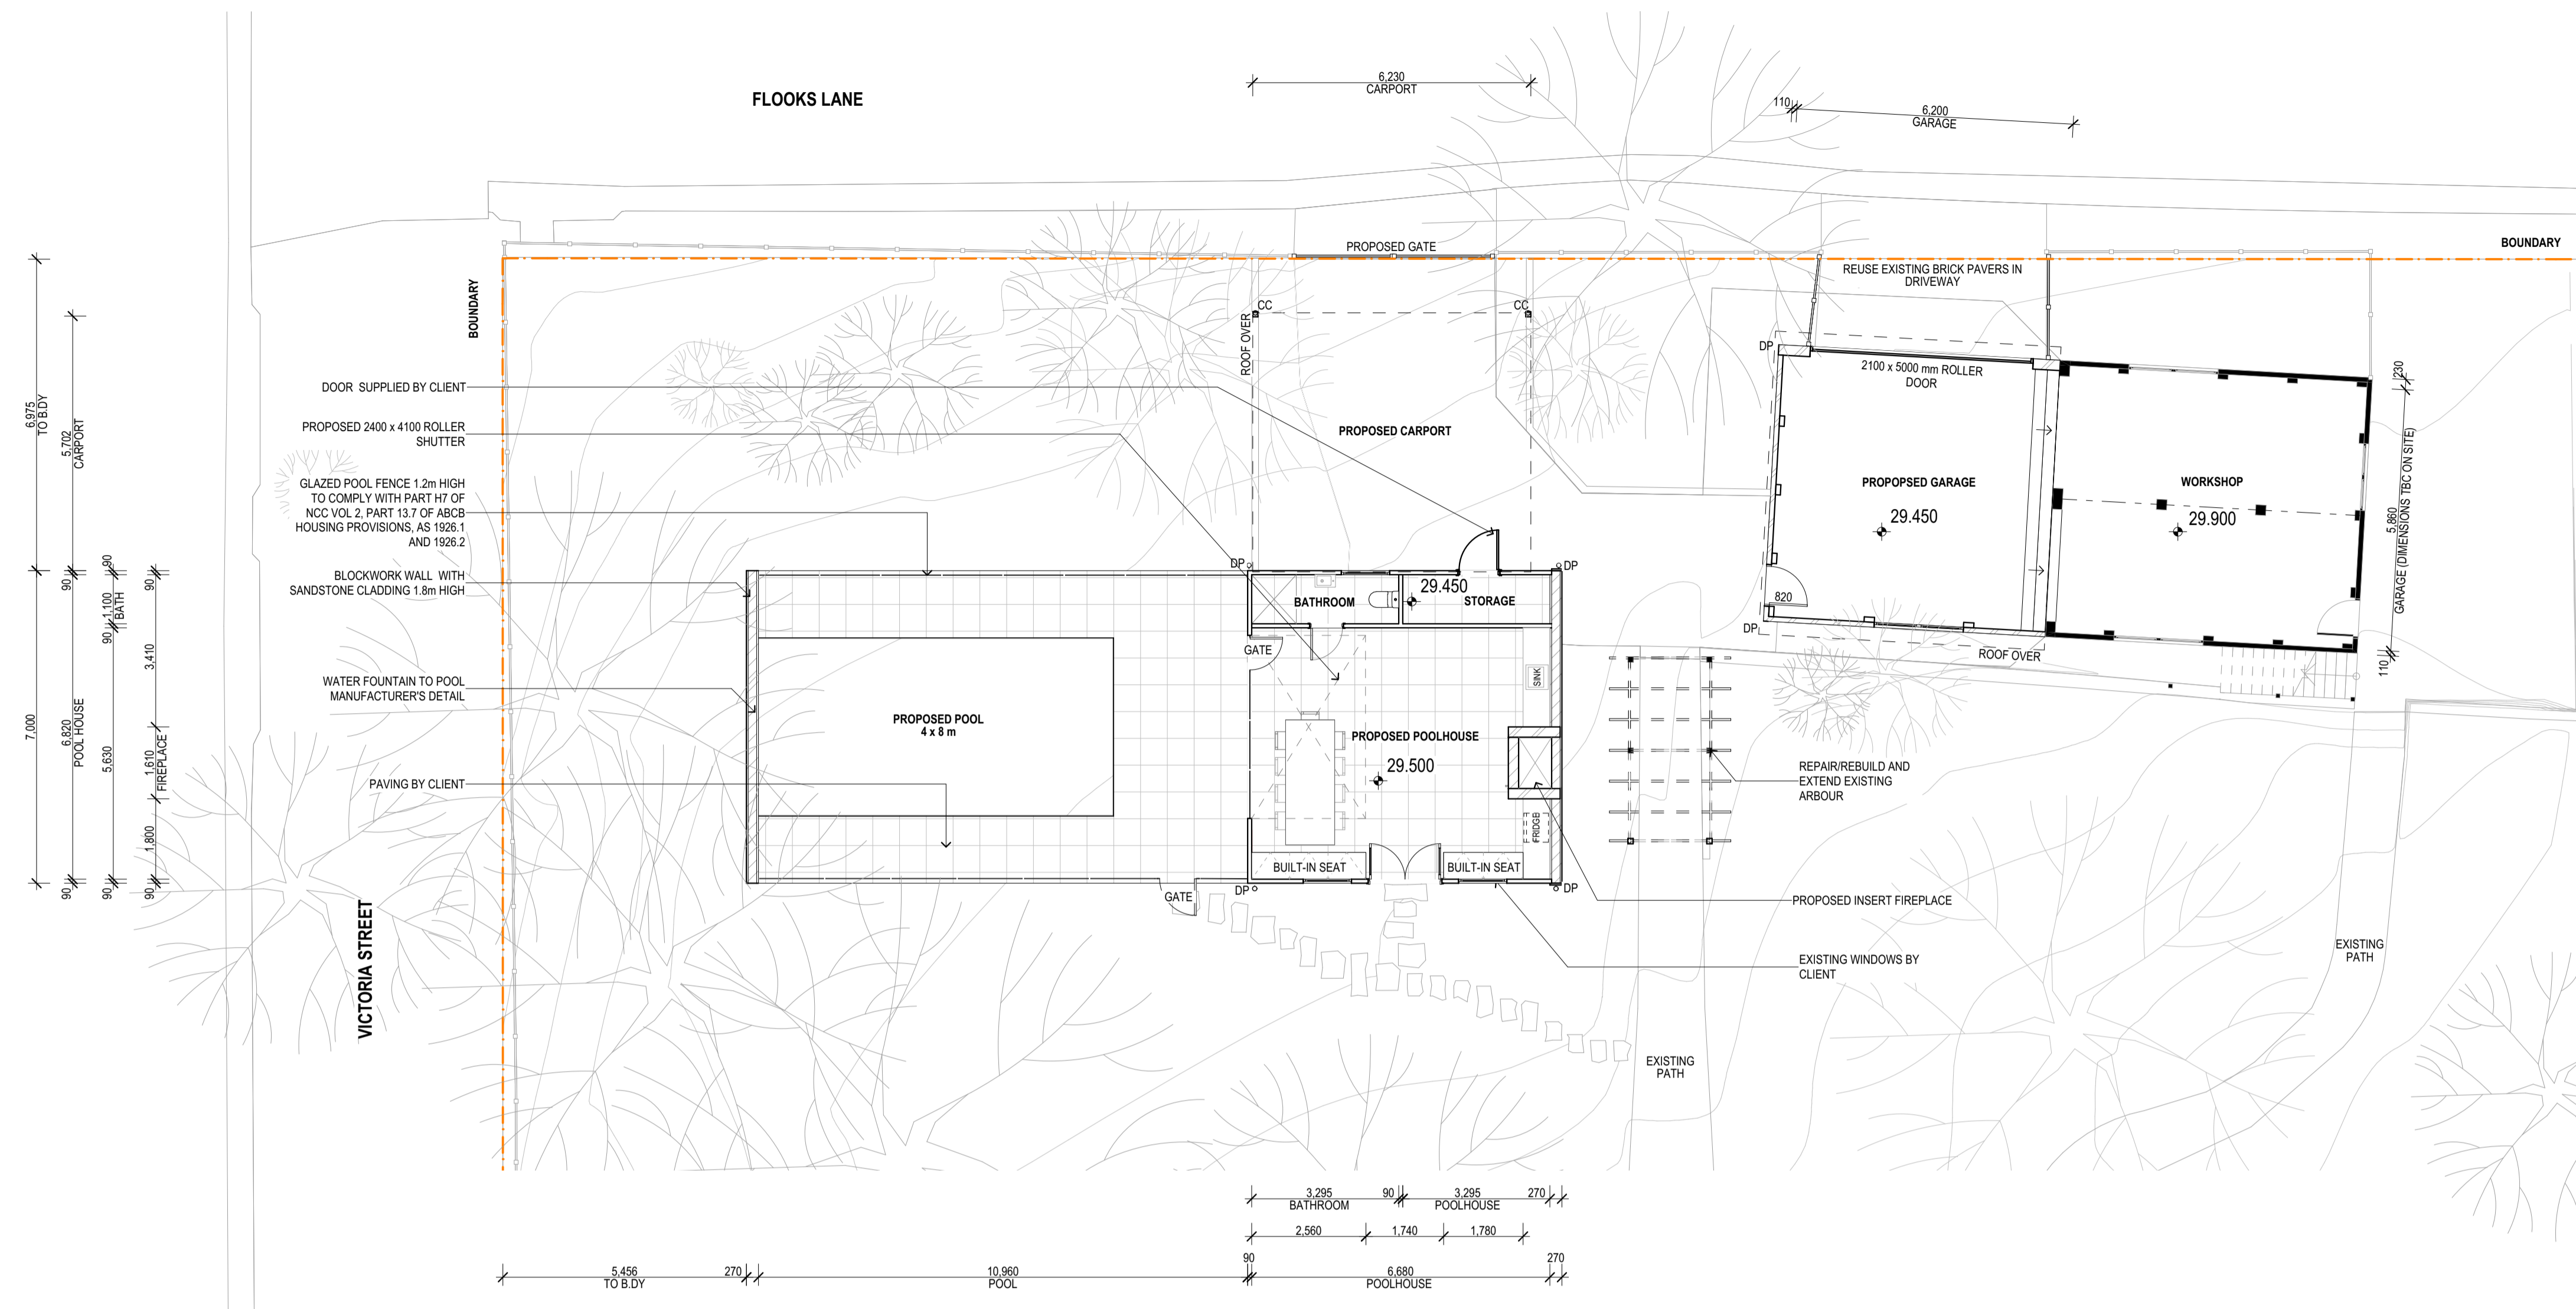 FLOOKS LANE
6,230
CARPORT
110
6,200
GARAGE
BOUNDARY
PROPOSED GATE
REUSE EXISTING BRICK PAVERS IN
DRIVEWAY
BOUNDARY
CC
CC
ROOF OVER
DP
2100 x 5000 mm ROLLER
DOOR
230
DOOR SUPPLIED BY CLIENT
PROPOSED 2400 x 4100 ROLLER
SHUTTER
PROPOSED CARPORT
6,975
TO B.DY
5,702
CARPORT
GLAZED POOL FENCE 1.2m HIGH
TO COMPLY WITH PART H7 OF
NCC VOL 2, PART 13.7 OF ABCB
HOUSING PROVISIONS, AS 1926.1
AND 1926.2
PROPOPSED GARAGE
29.450
WORKSHOP
29.900
5,860
GARAGE (DIMENSIONS TBC ON SITE)
110
820
DP
ROOF OVER
BLOCKWORK WALL WITH
SANDSTONE CLADDING 1.8m HIGH
DP
DP
29.450
BATHROOM
STORAGE
GATE
SINK
90
90
1,100
BATH
90
90
3,410
WATER FOUNTAIN TO POOL
MANUFACTURER'S DETAIL
PROPOSED POOL
4 x 8 m
PROPOSED POOLHOUSE
29.500
7,000
6,820
POOL HOUSE
5,630
1,610
FIREPLACE
1,800
90
90
90
PAVING BY CLIENT
REPAIR/REBUILD AND
EXTEND EXISTING
ARBOUR
FRIDGE
BUILT-IN SEAT
BUILT-IN SEAT
GATE
DP
DP
PROPOSED INSERT FIREPLACE
VICTORIA STREET
EXISTING WINDOWS BY
CLIENT
EXISTING
PATH
EXISTING
PATH
3,295
BATHROOM
90
3,295
POOLHOUSE
270
2,560
1,740
1,780
90
270
5,456
TO B.DY
270
10,960
POOL
6,680
POOLHOUSE